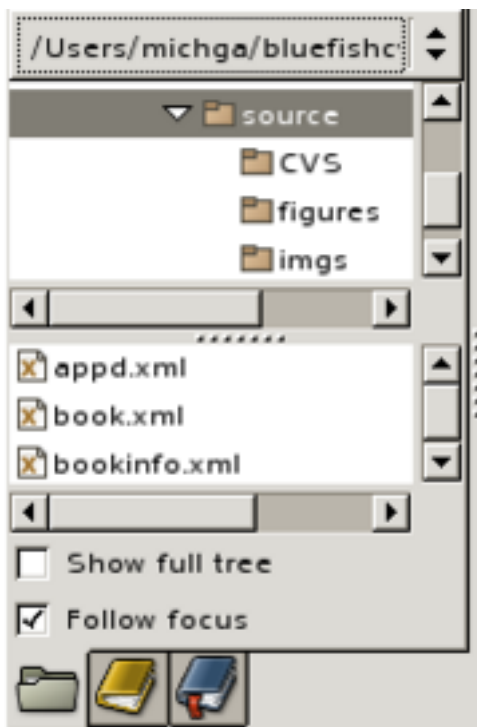 /Users/michga/bluefishc
source
CVS
figures
imgs
appd.xml
book.xml
bookinfo.xml
Show full tree
Follow focus